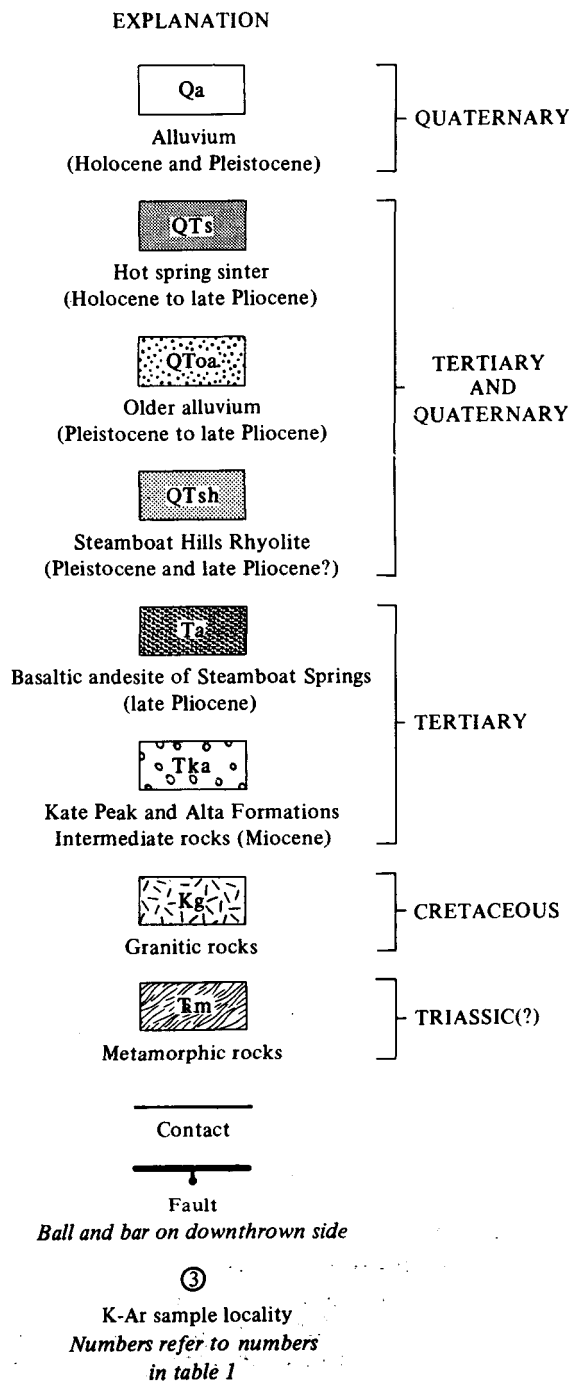 EXPLANATION
Qa
Alluvium
(Holocene and Pleistocene)
QUATERNARY
QTs
Hot spring sinter
(Holocene to late Pliocene)
QToa
Older alluvium
(Pleistocene to late Pliocene)
QTsh
Steamboat Hills Rhyolite
(Pleistocene and late Pliocene?)
TERTIARY
AND
QUATERNARY
Ta
Basaltic andesite of Steamboat Springs
(late Pliocene)
Tka
Kate Peak and Alta Formations
Intermediate rocks (Miocene)
TERTIARY
Kg
Granitic rocks
CRETACEOUS
Ꞧm
Metamorphic rocks
TRIASSIC(?)
Contact
Fault
Ball and bar on downthrown side
③
K-Ar sample locality
Numbers refer to numbers
in table 1